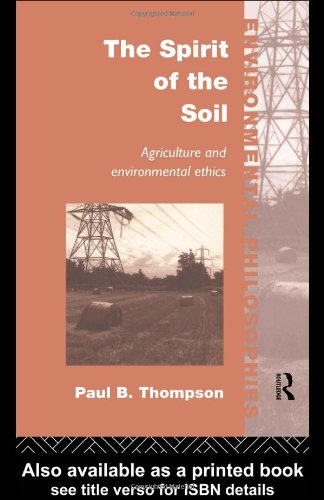 The Spirit
of the
Soil
Agriculture and
environmental ethics
Paul B. Thompson
ENVIRONMENTAL PHILOSOPHIES
ROUTLEDGE
Also available as a printed book
see title verso for ISBN details